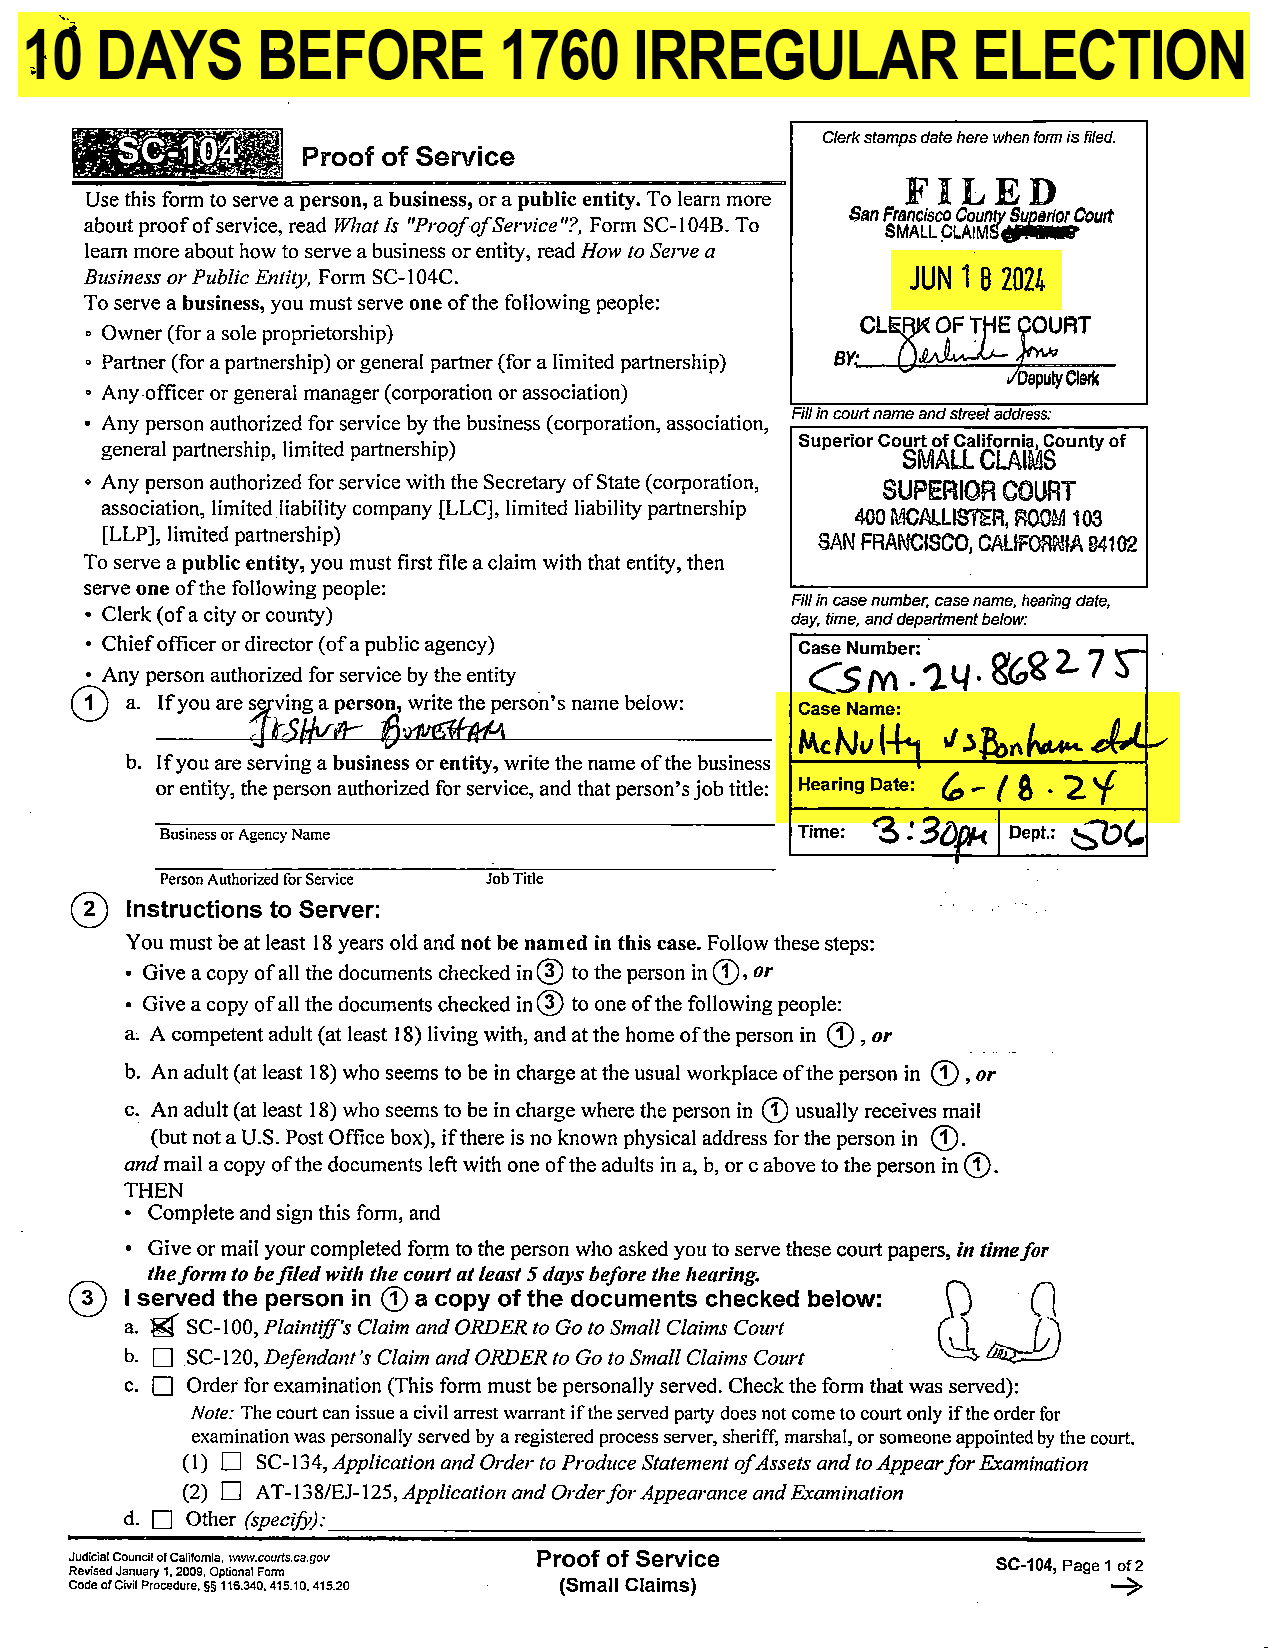 10 DAYS BEFORE 1760 IRREGULAR ELECTION
SC-104
Proof of Service
Clerk stamps date here when form is filed.
FILED
San Francisco County Superior Court
SMALL CLAIMS
JUN 18 2024
CLERK OF THE COURT
BY:
Deputy Clerk
Use this form to serve a person, a business, or a public entity. To learn more
about proof of service, read What Is "Proof of Service"?, Form SC-104B. To
learn more about how to serve a business or entity, read How to Serve a
Business or Public Entity, Form SC-104C.
To serve a business, you must serve one of the following people:
• Owner (for a sole proprietorship)
• Partner (for a partnership) or general partner (for a limited partnership)
• Any officer or general manager (corporation or association)
• Any person authorized for service by the business (corporation, association,
general partnership, limited partnership)
• Any person authorized for service with the Secretary of State (corporation,
association, limited liability company [LLC], limited liability partnership
[LLP], limited partnership)
To serve a public entity, you must first file a claim with that entity, then
serve one of the following people:
• Clerk (of a city or county)
• Chief officer or director (of a public agency)
• Any person authorized for service by the entity
Fill in court name and street address:
Superior Court of California, County of
SMALL CLAIMS
SUPERIOR COURT
400 MCALLISTER, ROOM 103
SAN FRANCISCO, CALIFORNIA 94102
Fill in case number, case name, hearing date,
day, time, and department below:
Case Number:
CSM.24.868275
Case Name:
McNulty vs Bonham etal
Hearing Date: 6-18.24
Time: 3:30pm Dept.: 506
1 a. If you are serving a person, write the person's name below:
b. If you are serving a business or entity, write the name of the business
or entity, the person authorized for service, and that person's job title:
Business or Agency Name
Person Authorized for Service Job Title
2 Instructions to Server:
You must be at least 18 years old and not be named in this case. Follow these steps:
• Give a copy of all the documents checked in 3 to the person in 1, or
• Give a copy of all the documents checked in 3 to one of the following people:
a. A competent adult (at least 18) living with, and at the home of the person in 1, or
b. An adult (at least 18) who seems to be in charge at the usual workplace of the person in 1, or
c. An adult (at least 18) who seems to be in charge where the person in 1 usually receives mail
(but not a U.S. Post Office box), if there is no known physical address for the person in 1.
and mail a copy of the documents left with one of the adults in a, b, or c above to the person in 1.
THEN
• Complete and sign this form, and
• Give or mail your completed form to the person who asked you to serve these court papers, in time for
the form to be filed with the court at least 5 days before the hearing.
3 I served the person in 1 a copy of the documents checked below:
a. SC-100, Plaintiff's Claim and ORDER to Go to Small Claims Court
b. SC-120, Defendant's Claim and ORDER to Go to Small Claims Court
c. Order for examination (This form must be personally served. Check the form that was served):
Note: The court can issue a civil arrest warrant if the served party does not come to court only if the order for
examination was personally served by a registered process server, sheriff, marshal, or someone appointed by the court.
(1) SC-134, Application and Order to Produce Statement of Assets and to Appear for Examination
(2) AT-138/EJ-125, Application and Order for Appearance and Examination
d. Other (specify):
Judicial Council of California, www.courts.ca.gov
Revised January 1, 2009, Optional Form
Code of Civil Procedure, §§ 116.340, 415.10, 415.20
Proof of Service
(Small Claims)
SC-104, Page 1 of 2
→